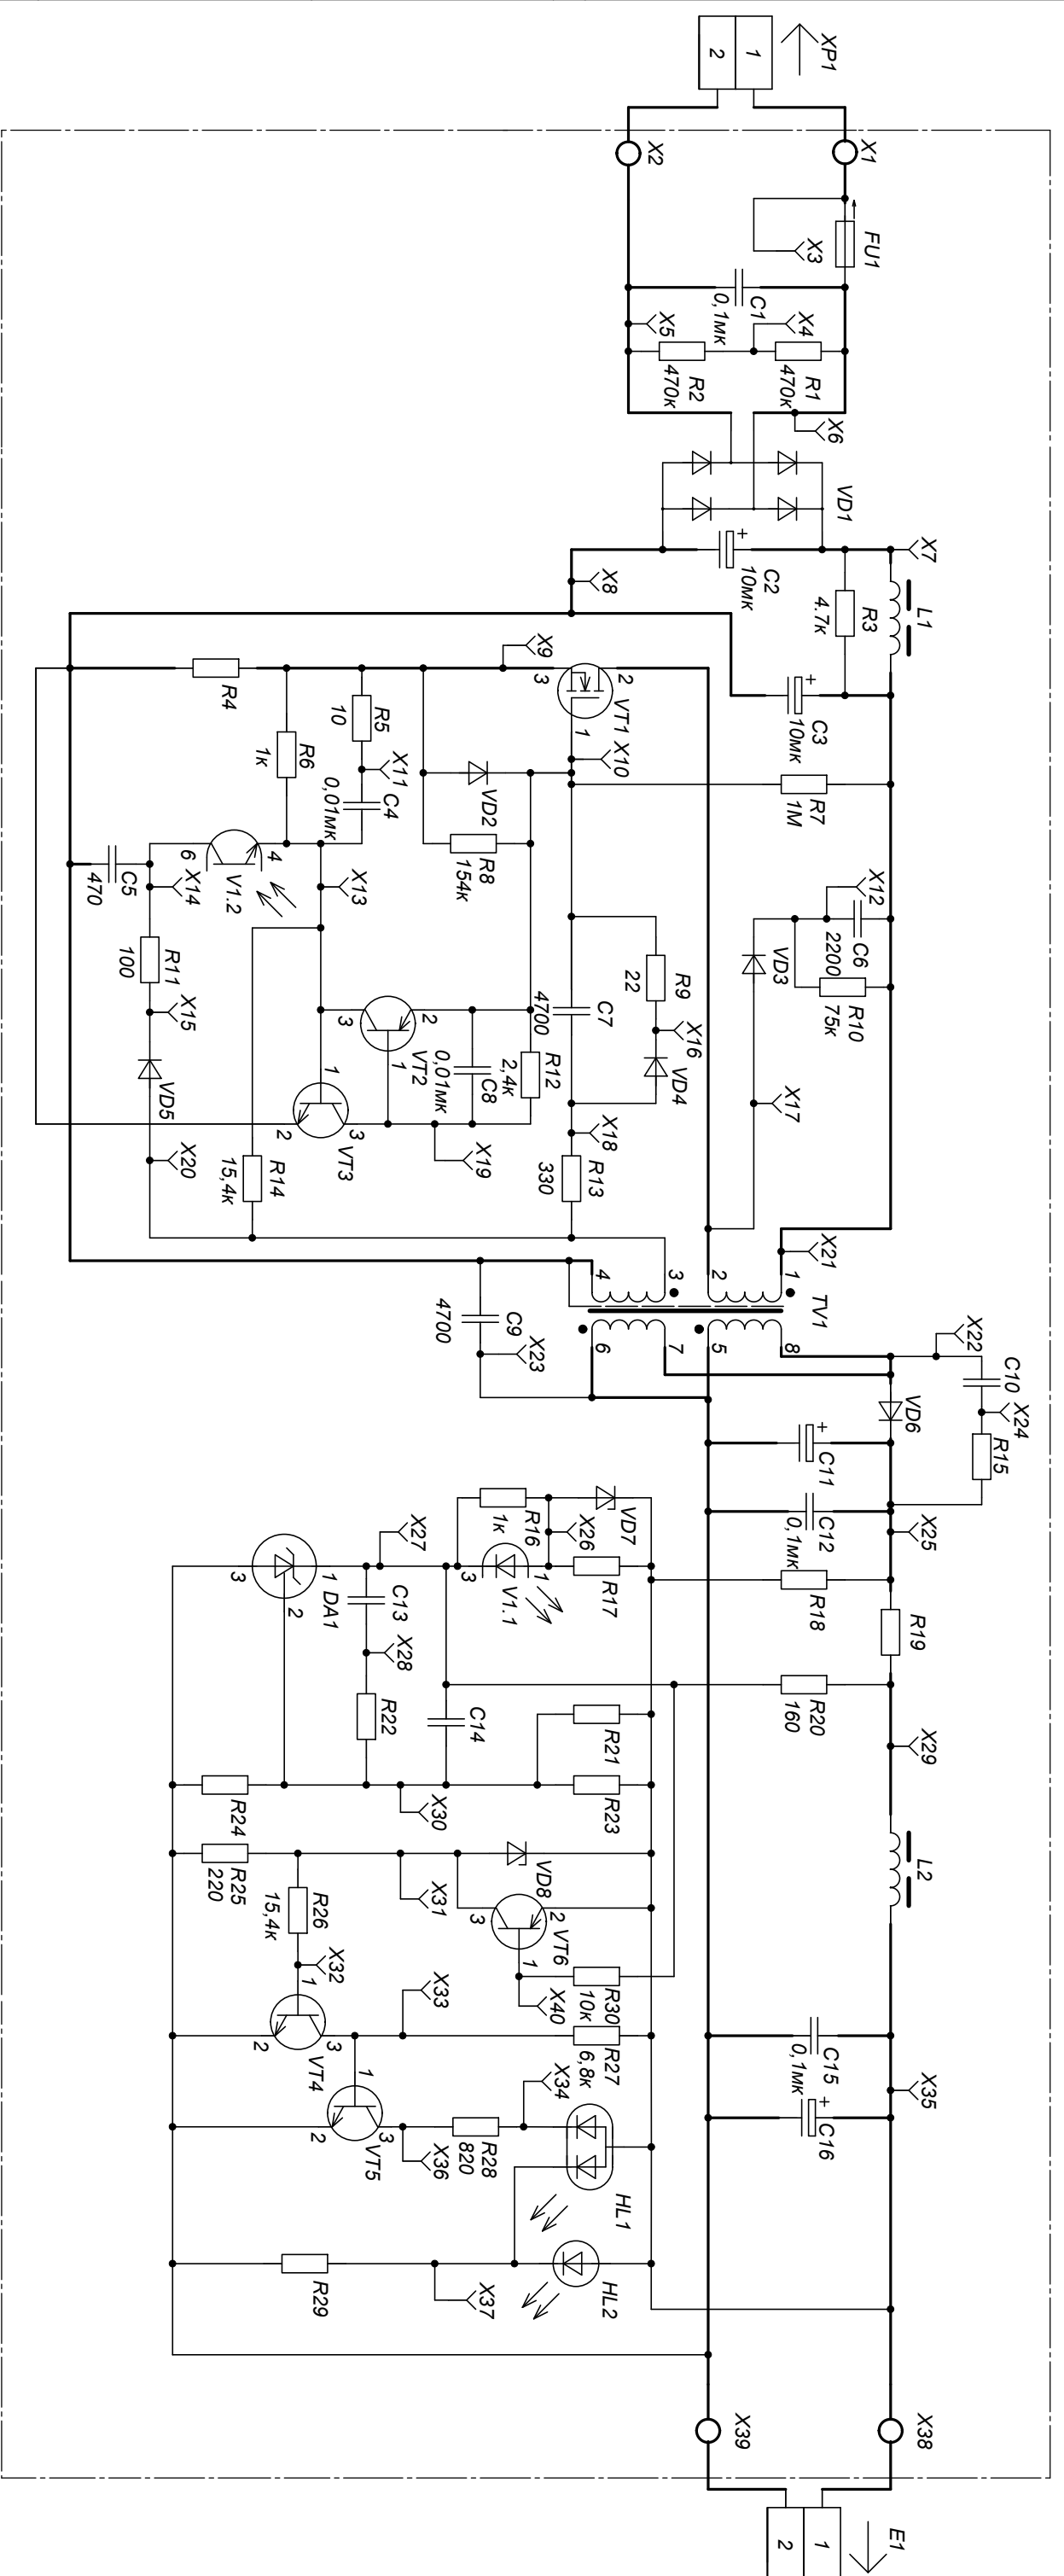 XP1
1
2
X1
X2
FU1
X3
C1
0,1мк
X4
X5
R1
470к
R2
470к
X6
VD1
X7
+
C2
10мк
X8
L1
R3
4.7к
+
C3
10мк
X9
R4
2
3
VT1
1
X10
R5
10
X11
R6
1к
C4
0,01мк
VD2
R8
154к
R7
1М
X12
C6
2200
R10
75к
VD3
6
4
V1.2
C5
470
X14
X13
R11
100
X15
VD5
X20
R9
22
X16
VD4
C7
4700
X18
R13
330
X17
2
3
1
VT2
C8
0,01мк
R12
2,4к
1
2
3
VT3
X19
R14
15,4к
X21
1
2
3
4
TV1
8
5
7
6
C9
4700
X23
X22
C10
X24
R15
VD6
+
C11
C12
0,1мк
X25
R18
R19
VD7
X26
R16
1к
R17
1
3
V1.1
X27
1
DA1
2
3
C13
X28
R22
C14
R20
160
X29
R21
R23
X30
R24
R25
220
VD8
X31
R26
15,4к
L2
2
3
VT6
1
X40
R30
10к
X32
1
2
3
VT4
X33
R27
6,8к
1
2
3
VT5
X34
R28
820
X36
HL1
C15
0,1мк
X35
+
C16
HL2
X37
R29
X38
X39
E1
1
2